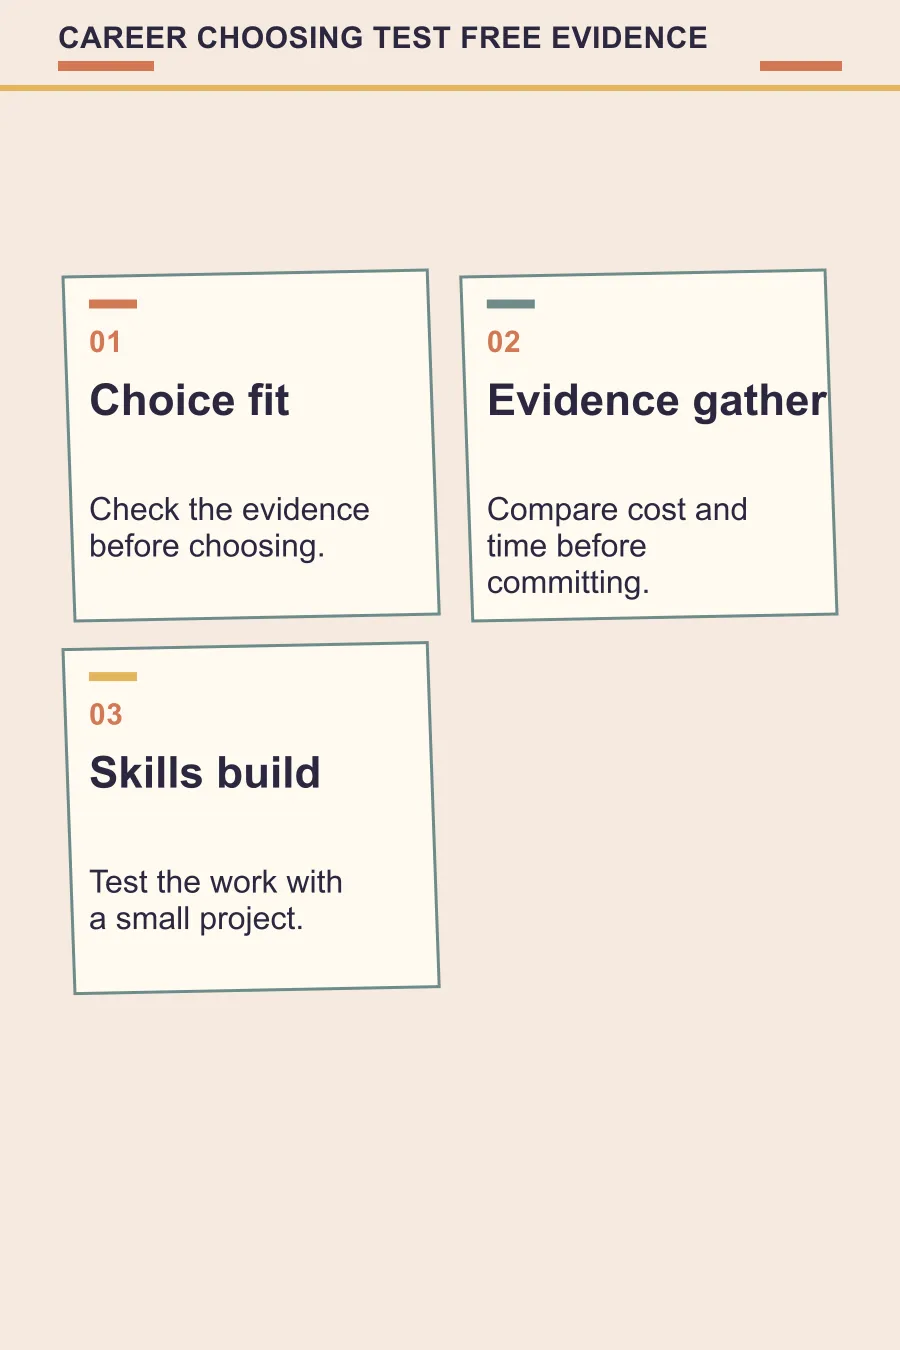 CAREER CHOOSING TEST FREE EVIDENCE
01
Choice fit
Check the evidence
before choosing.
02
Evidence gather
Compare cost and
time before
committing.
03
Skills build
Test the work with
a small project.